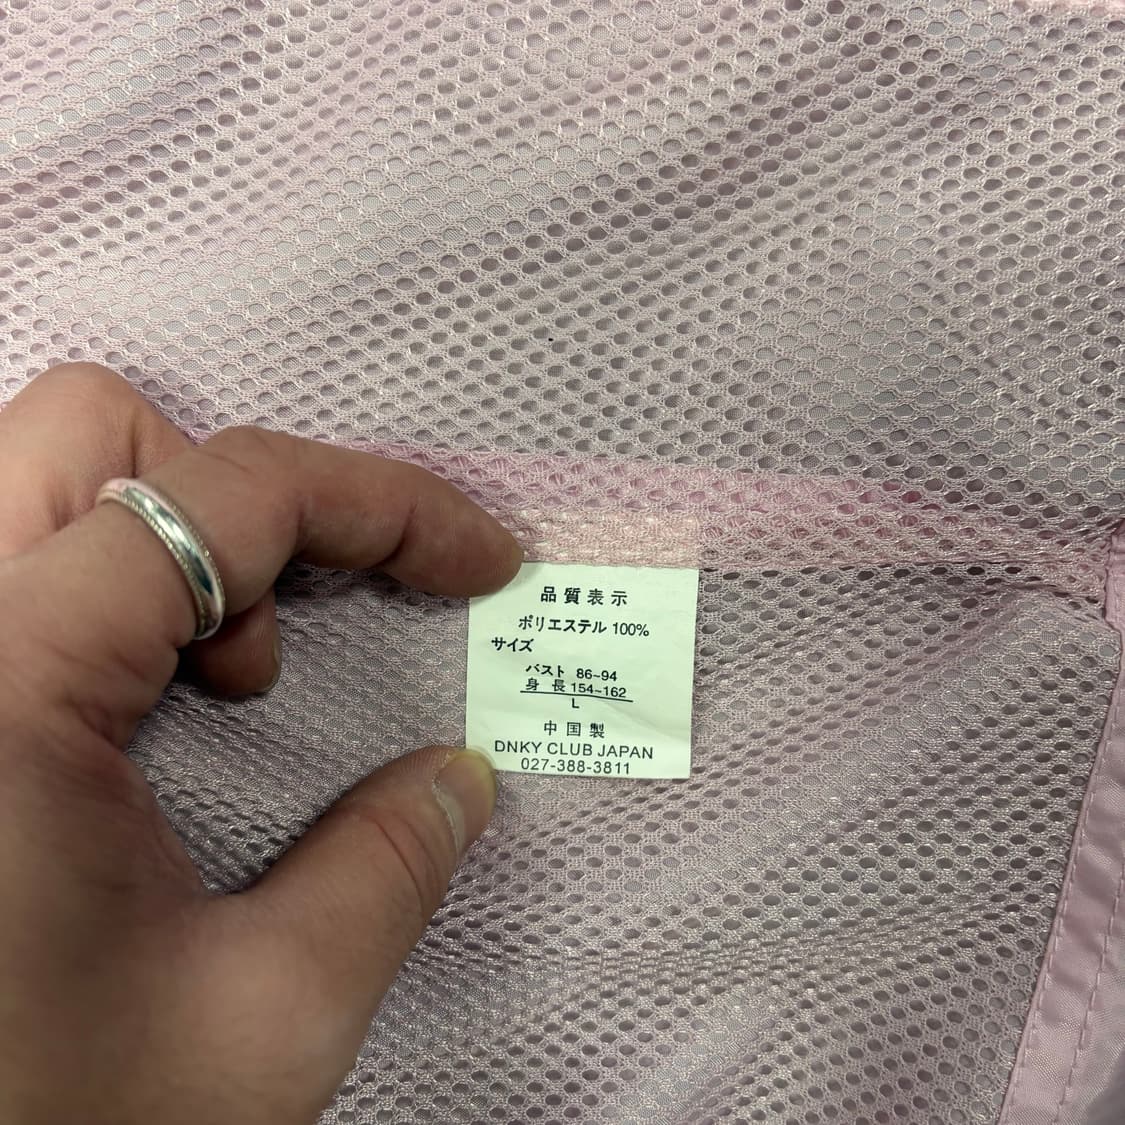 品質表示
ポリエステル 100%
サイズ
バスト 86~94
身 長 154~162
L
中国製
DNKY CLUB JAPAN
027-388-3811